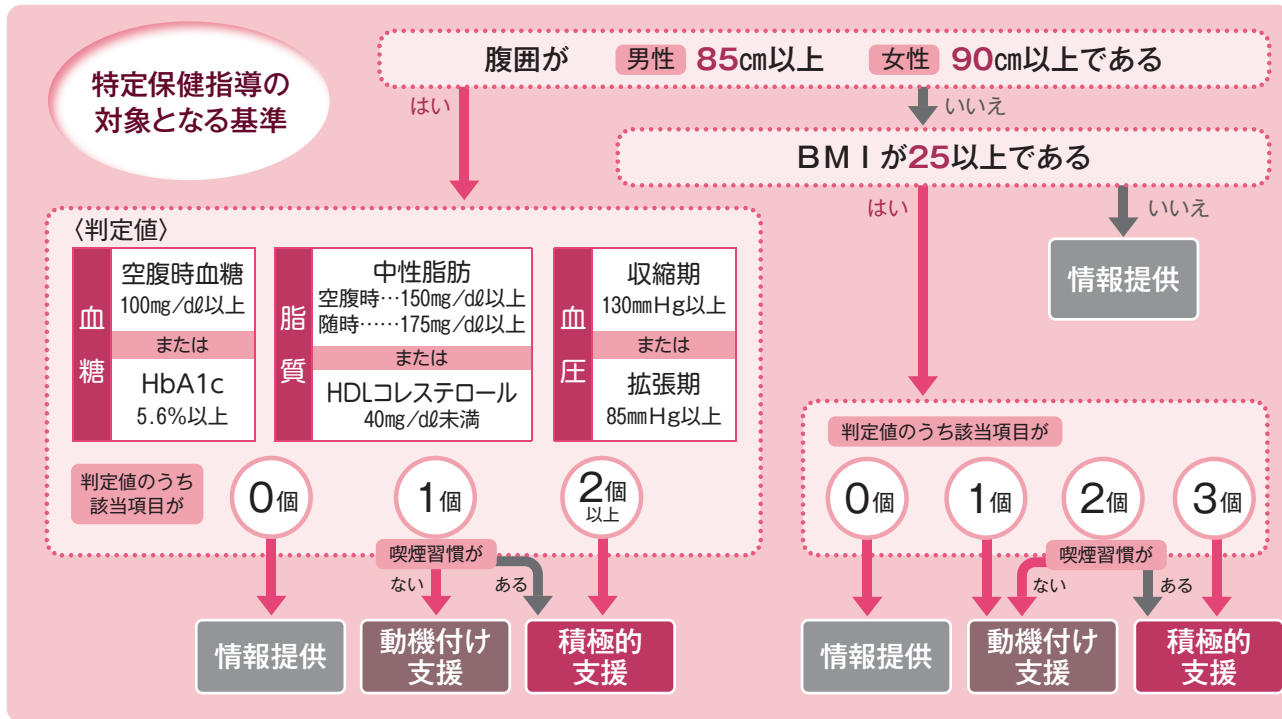 特定保健指導の
対象となる基準
腹囲が 男性 85㎝以上 女性 90㎝以上である
はい
いいえ
BMIが25以上である
はい
いいえ
情報提供
〈判定値〉
血糖
空腹時血糖
100㎎/㎗以上
または
HbA1c
5.6%以上
脂質
中性脂肪
空腹時…150㎎/㎗以上
随時……175㎎/㎗以上
または
HDLコレステロール
40㎎/㎗未満
血圧
収縮期
130㎜Hg以上
または
拡張期
85㎜Hg以上
判定値のうち
該当項目が
0個
1個
2個
以上
喫煙習慣が
ない
ある
情報提供
動機付け
支援
積極的
支援
判定値のうち該当項目が
0個
1個
2個
3個
喫煙習慣が
ない
ある
情報提供
動機付け
支援
積極的
支援